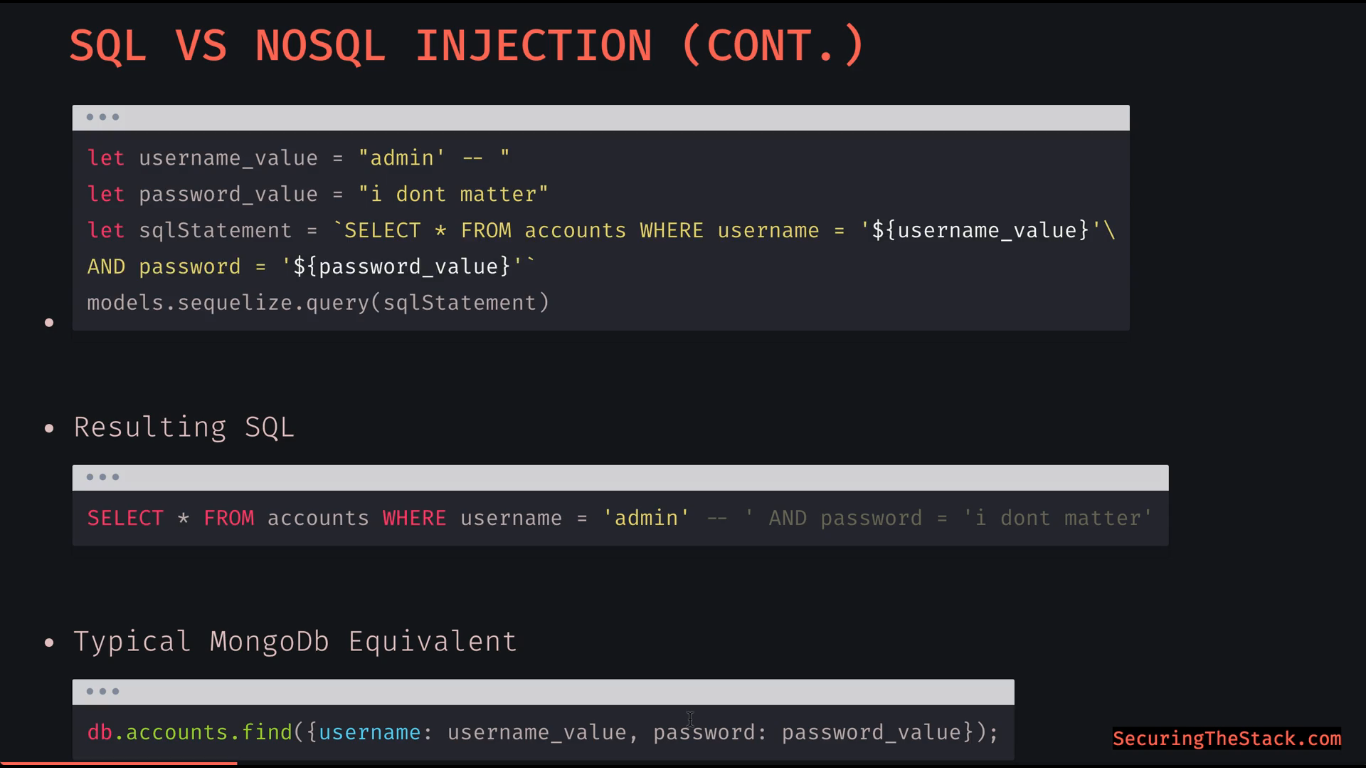 SQL VS NOSQL INJECTION (CONT.)
let username_value = "admin' -- "
let password_value = "i dont matter"
let sqlStatement = `SELECT * FROM accounts WHERE username = '${username_value}'\
AND password = '${password_value}'`
models.sequelize.query(sqlStatement)
• Resulting SQL
SELECT * FROM accounts WHERE username = 'admin' -- ' AND password = 'i dont matter'
• Typical MongoDb Equivalent
db.accounts.find({username: username_value, password: password_value});
SecuringTheStack.com